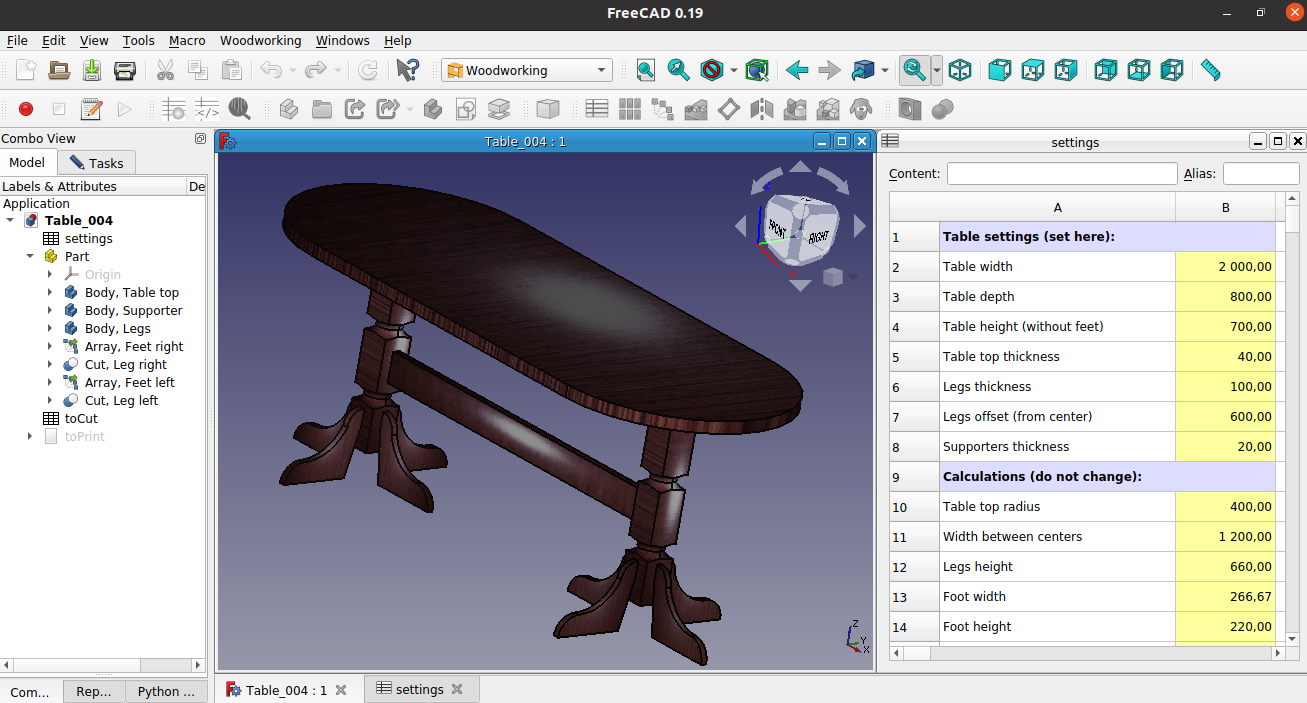 FreeCAD 0.19
File Edit View Tools Macro Woodworking Windows Help
Woodworking
Combo View
Model Tasks
Labels & Attributes De
Application
Table_004
settings
Part
Origin
Body, Table top
Body, Supporter
Body, Legs
Array, Feet right
Cut, Leg right
Array, Feet left
Cut, Leg left
toCut
toPrint
Com... Rep... Python ...
Table_004 : 1
FRONT RIGHT
Z
Y
X
Table_004 : 1 settings
settings
Content: Alias:
A B
1 Table settings (set here):
2 Table width 2 000,00
3 Table depth 800,00
4 Table height (without feet) 700,00
5 Table top thickness 40,00
6 Legs thickness 100,00
7 Legs offset (from center) 600,00
8 Supporters thickness 20,00
9 Calculations (do not change):
10 Table top radius 400,00
11 Width between centers 1 200,00
12 Legs height 660,00
13 Foot width 266,67
14 Foot height 220,00